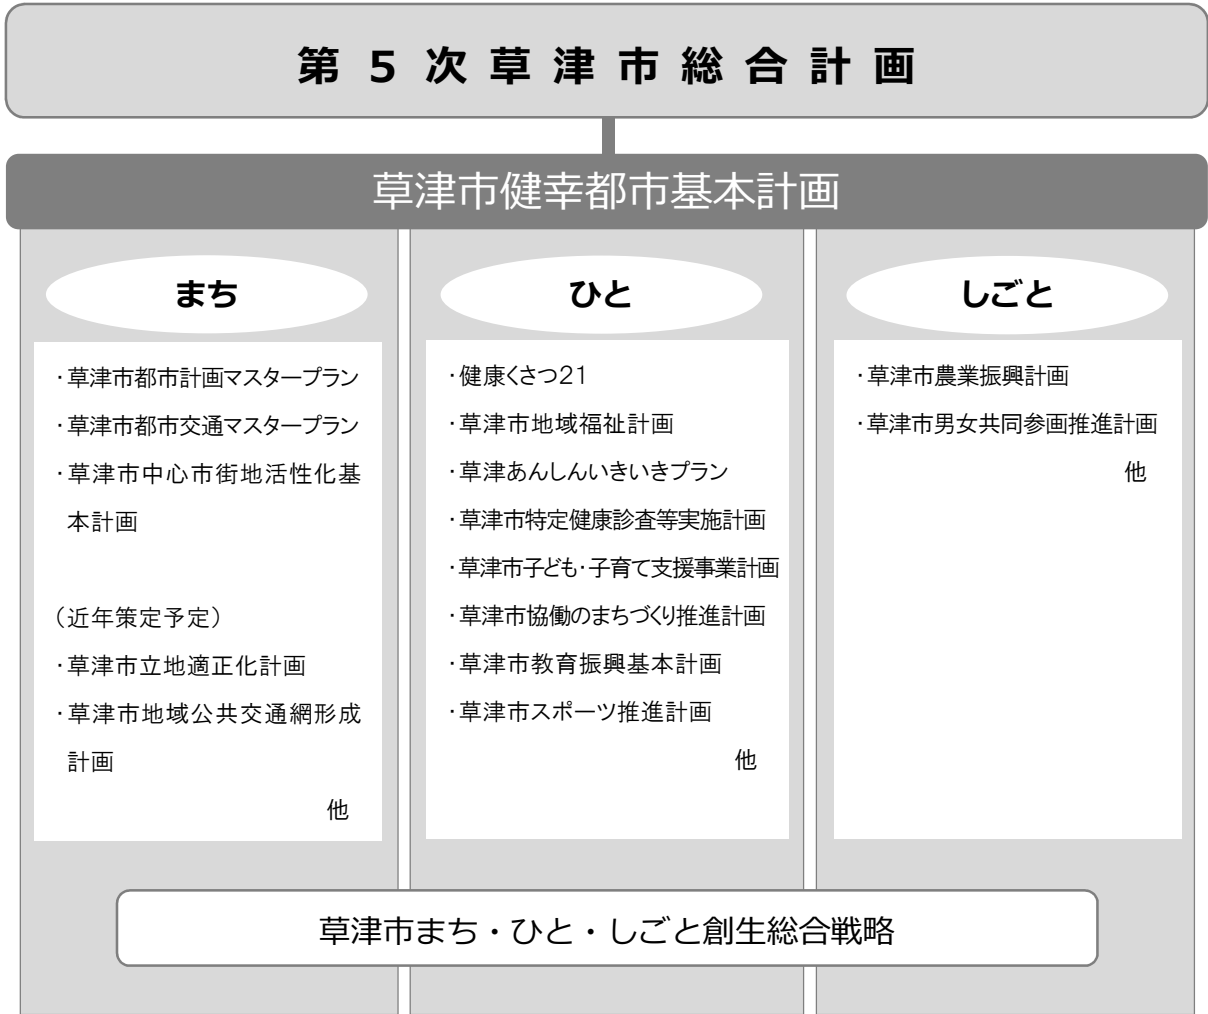 第5次草津市総合計画
草津市健幸都市基本計画
まち
・草津市都市計画マスタープラン
・草津市都市交通マスタープラン
・草津市中心市街地活性化基
本計画
（近年策定予定）
・草津市立地適正化計画
・草津市地域公共交通網形成
計画
他
ひと
・健康くさつ21
・草津市地域福祉計画
・草津あんしんいきいきプラン
・草津市特定健康診査等実施計画
・草津市子ども・子育て支援事業計画
・草津市協働のまちづくり推進計画
・草津市教育振興基本計画
・草津市スポーツ推進計画
他
しごと
・草津市農業振興計画
・草津市男女共同参画推進計画
他
草津市まち・ひと・しごと創生総合戦略